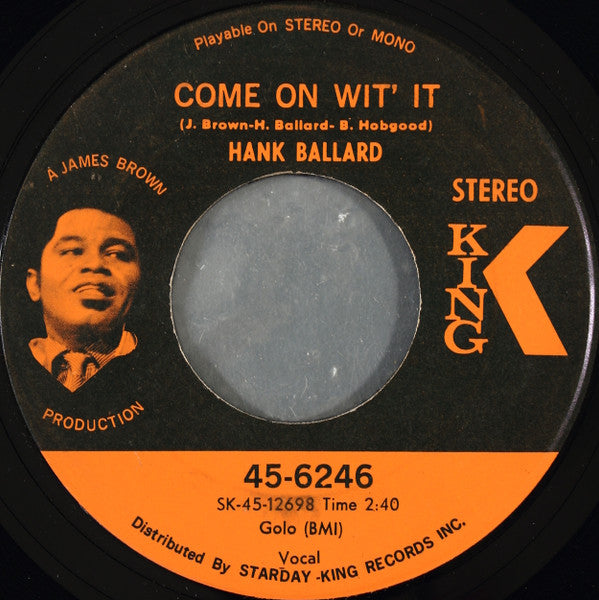 Playable On STEREO Or MONO
COME ON WIT' IT
(J. Brown-H. Ballard- B. Hobgood)
HANK BALLARD
A JAMES BROWN
PRODUCTION
STEREO
KING
45-6246
SK-45-12698 Time 2:40
Golo (BMI)
Vocal
Distributed By STARDAY-KING RECORDS INC.